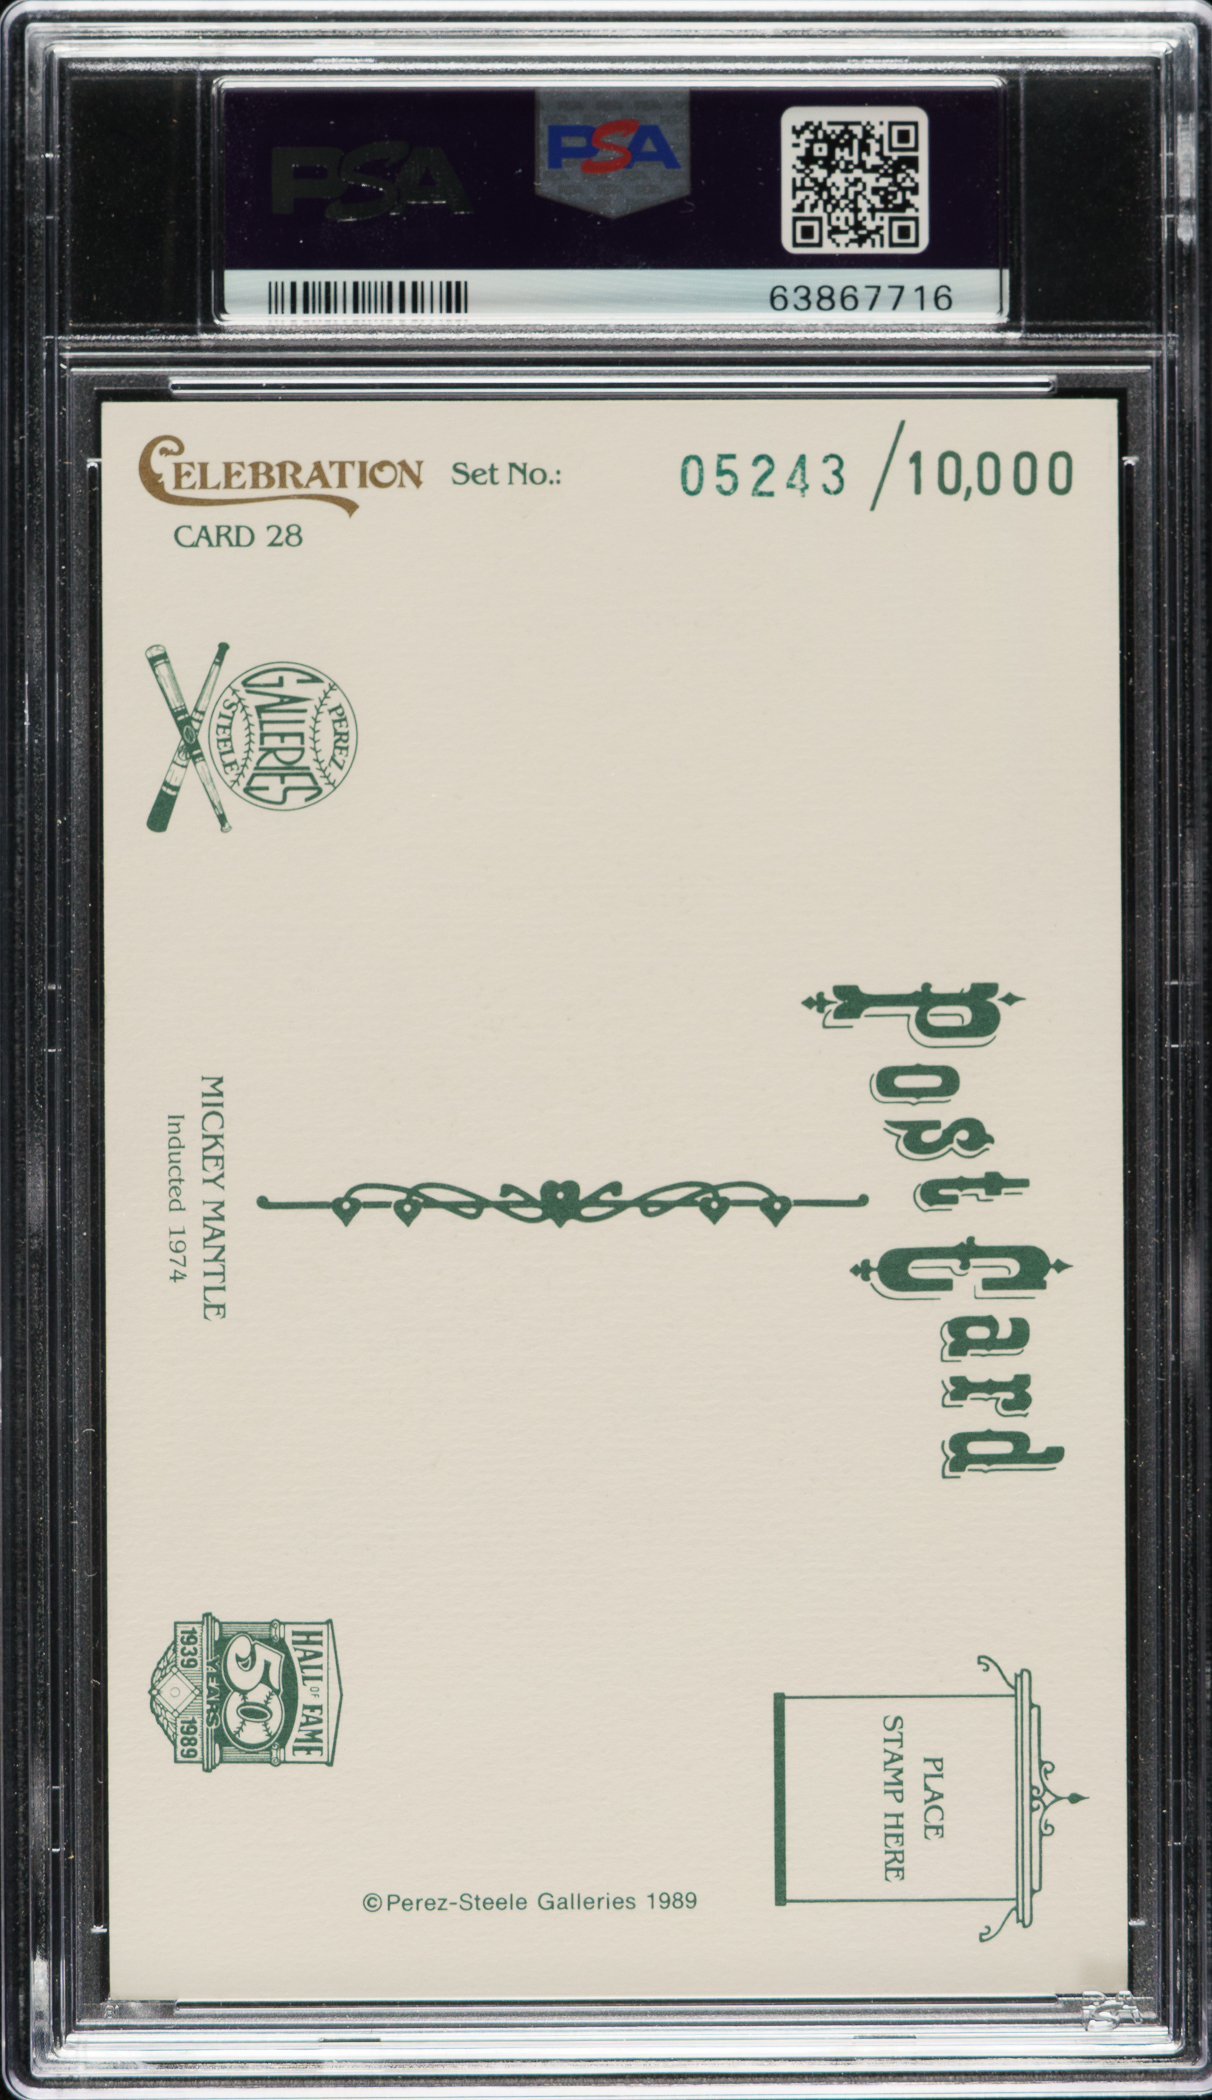 PSA
PSA
63867716
CELEBRATION Set No.: 05243 /10,000
CARD 28
PEREZ
GALLERIES
STEELE
Post Card
MICKEY MANTLE
Inducted 1974
HALL OF FAME
50
YEARS
1939 1989
PLACE
STAMP HERE
©Perez-Steele Galleries 1989
PSA